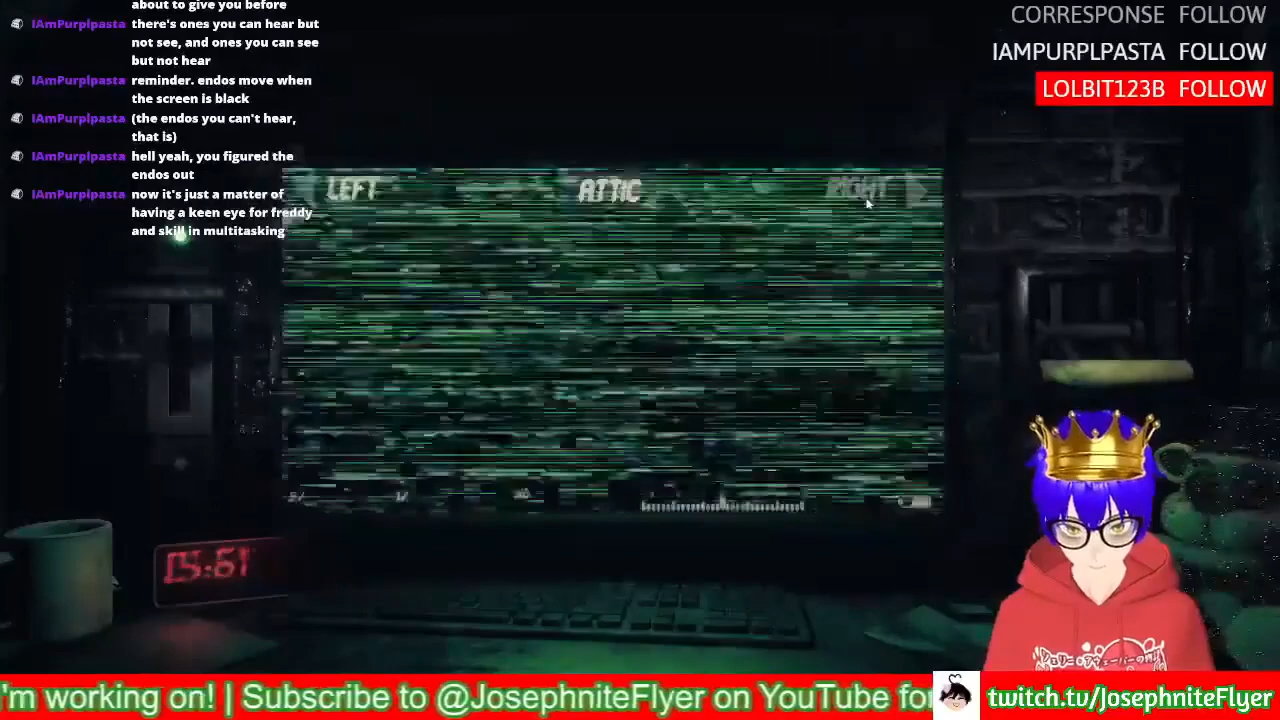 about to give you before
IAmPurplpasta there's ones you can hear but
not see, and ones you can see
but not hear
IAmPurplpasta reminder. endos move when
the screen is black
IAmPurplpasta (the endos you can't hear,
that is)
IAmPurplpasta hell yeah, you figured the
endos out
IAmPurplpasta now it's just a matter of
having a keen eye for freddy
and skill in multitasking
CORRESPONSE FOLLOW
IAMPURPLPASTA FOLLOW
LOLBIT123B FOLLOW
LEFT ATTIC RIGHT
'm working on! | Subscribe to @JosephniteFlyer on YouTube for
twitch.tv/JosephniteFlyer